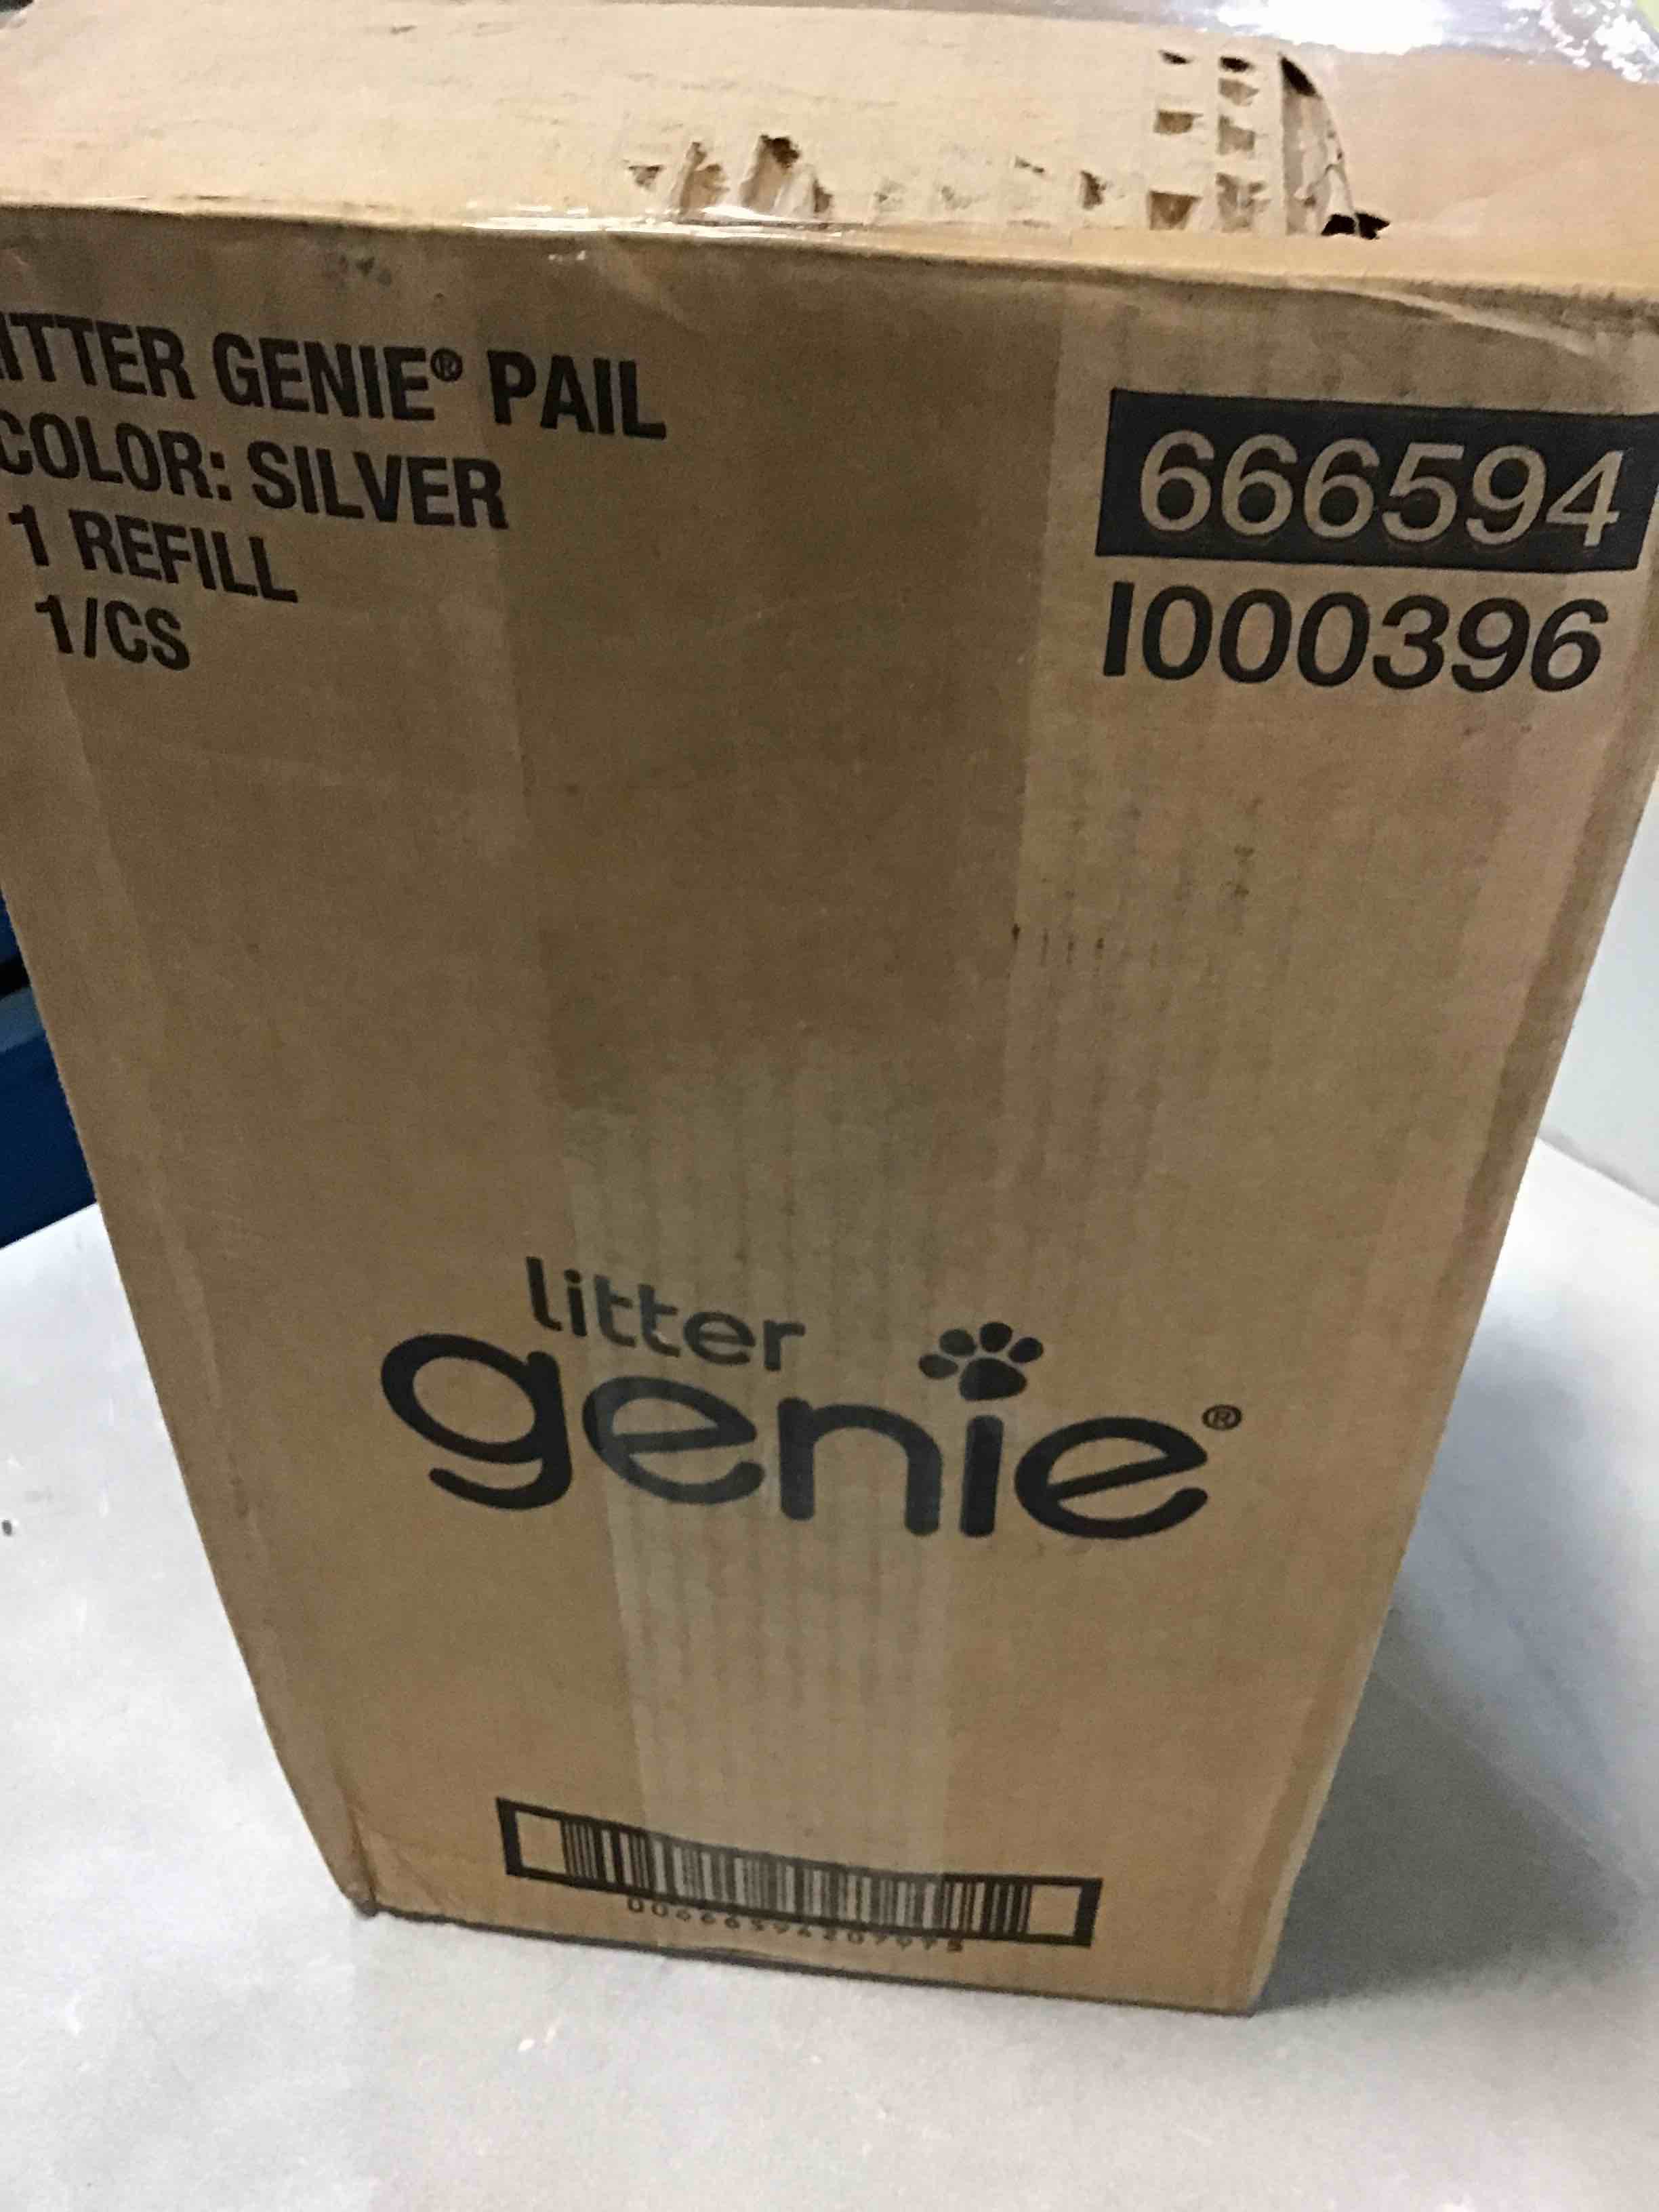 ITTER GENIE® PAIL
COLOR: SILVER
1 REFILL
1/CS
666594
I000396
litter
genie®